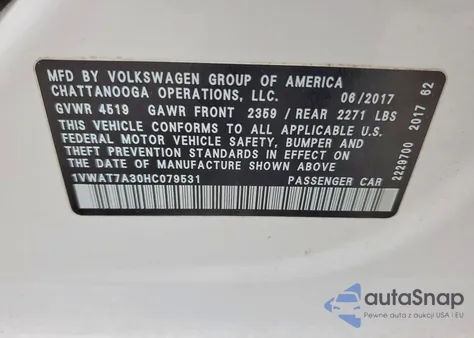 MFD BY VOLKSWAGEN GROUP OF AMERICA
CHATTANOOGA OPERATIONS, LLC. 06/2017
GVWR 4519 GAWR FRONT 2359 / REAR 2271 LBS
THIS VEHICLE CONFORMS TO ALL APPLICABLE U.S.
FEDERAL MOTOR VEHICLE SAFETY, BUMPER AND
THEFT PREVENTION STANDARDS IN EFFECT ON
THE DATE OF MANUFACTURE SHOWN ABOVE.
1VWAT7A30HC079531 PASSENGER CAR
2229700 2017 62
autoSnap
Pewne auta z aukcji USA i EU